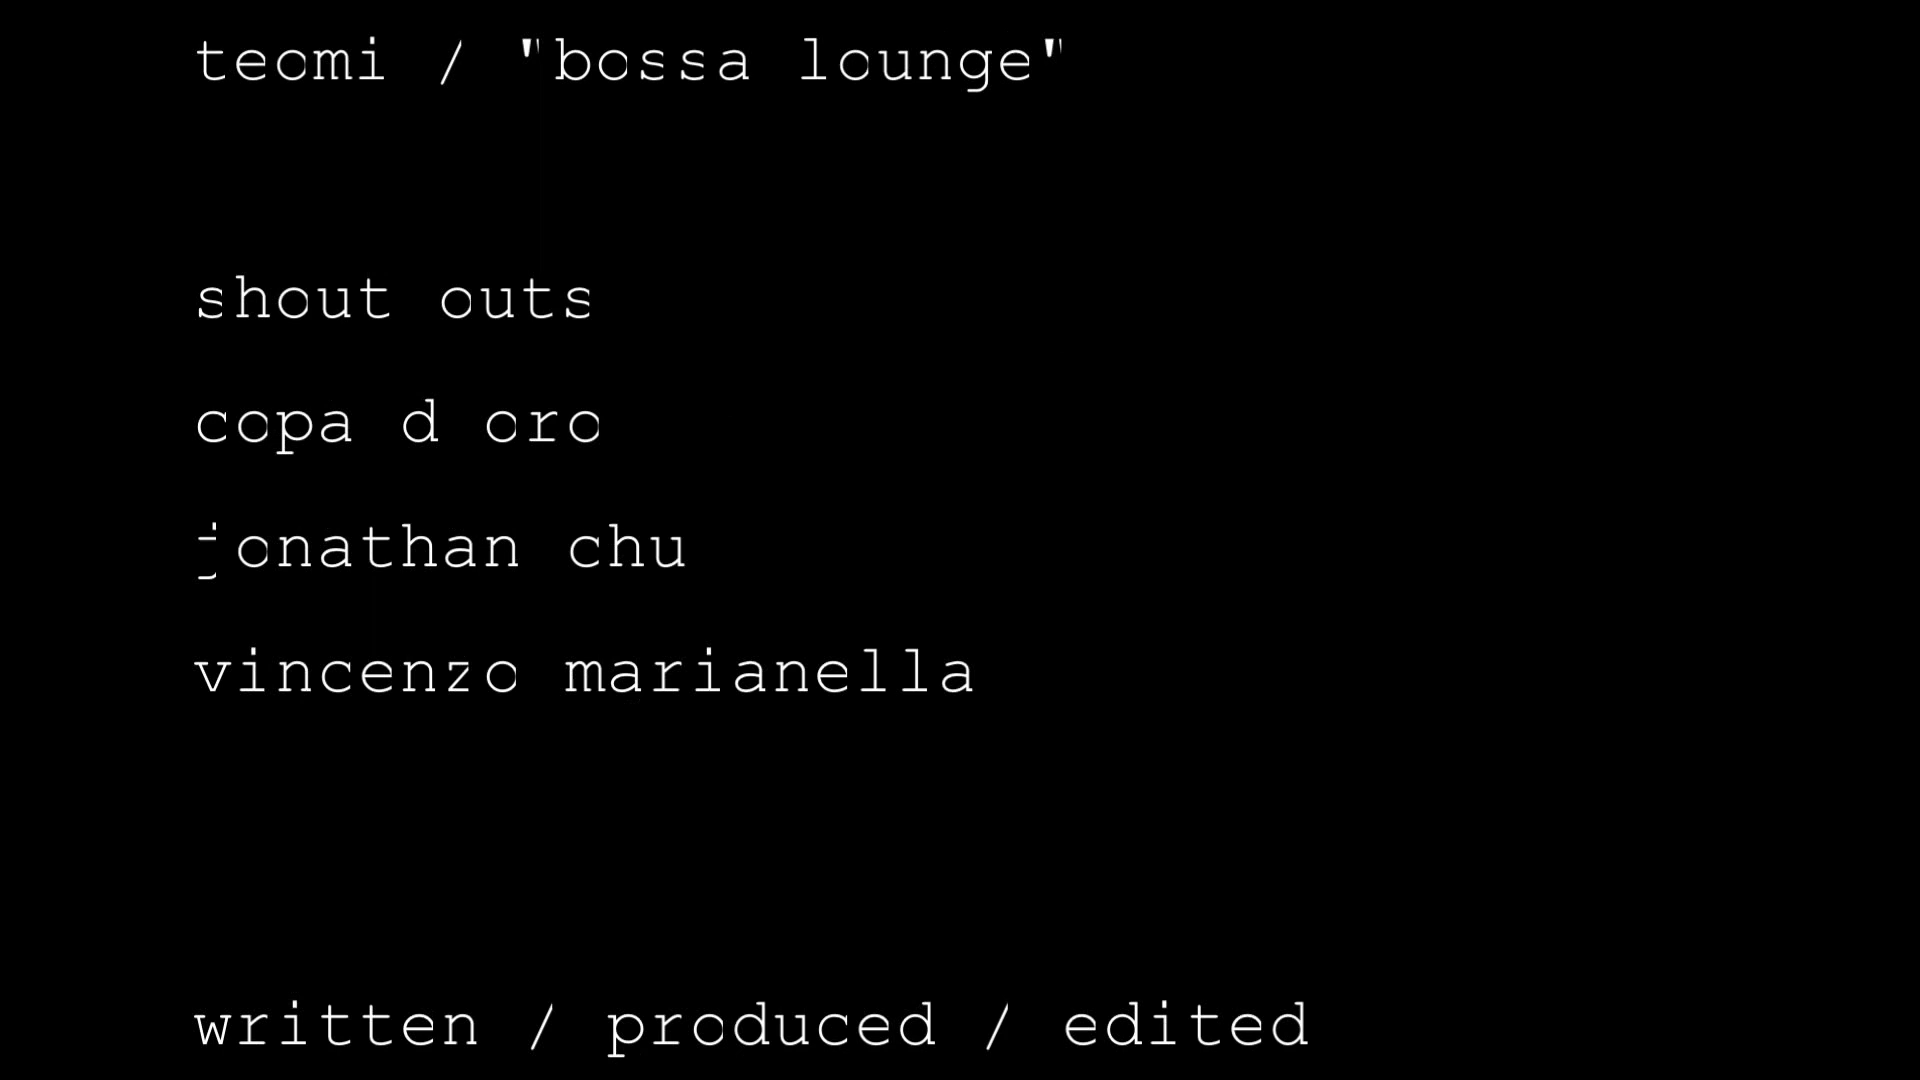 teomi / "bossa lounge"
shout outs
copa d oro
jonathan chu
vincenzo marianella
written / produced / edited